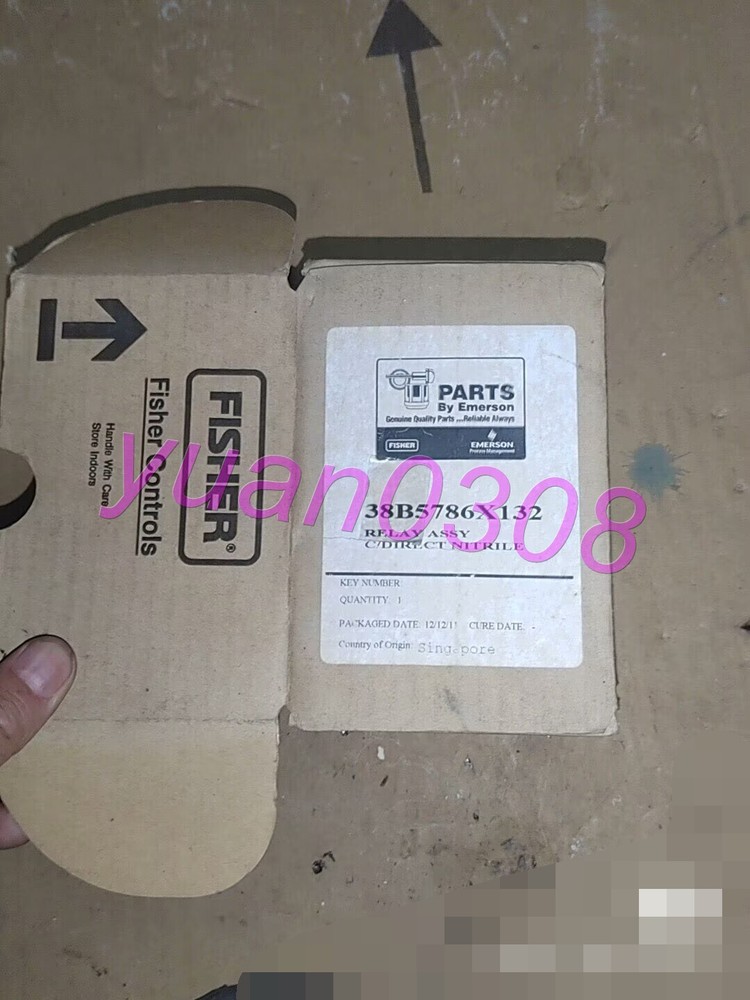 FISHER®
Fisher Controls
Handle With Care
Store Indoors
PARTS
By Emerson
Genuine Quality Parts ...Reliable Always
FISHER
EMERSON
Process Management
38B5786X132
RELAY ASSY
C/DIRECT NITRILE
KEY NUMBER:
QUANTITY: 1
PACKAGED DATE: 12/12/11 CURE DATE: -
Country of Origin: Singapore
yuan0308